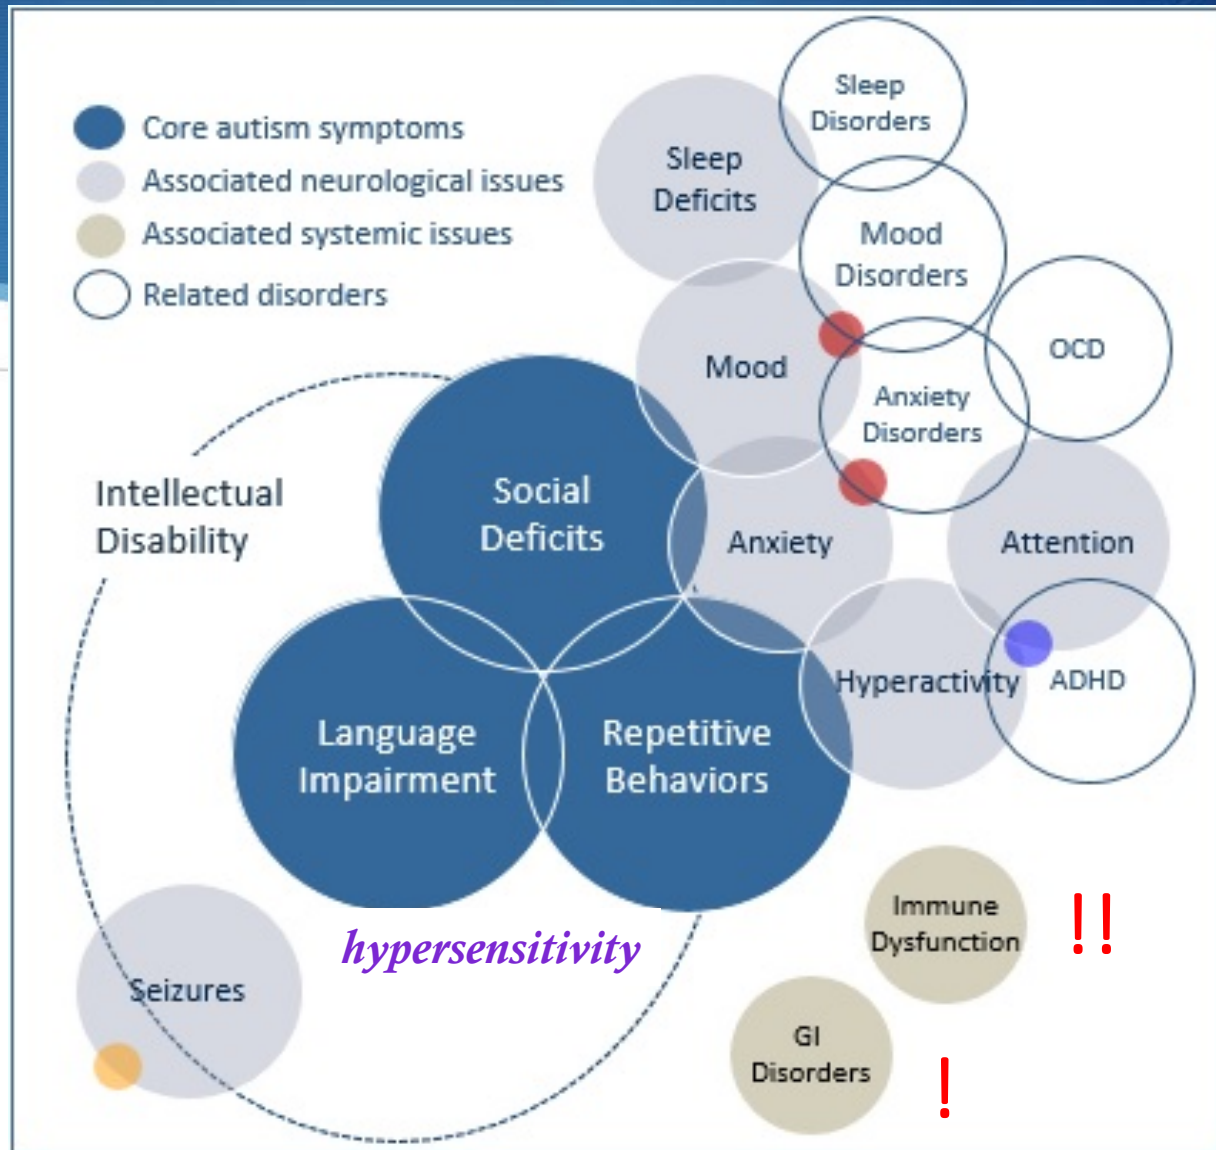 Core autism symptoms
Associated neurological issues
Associated systemic issues
Related disorders
Sleep
Disorders
Sleep
Deficits
Mood
Disorders
OCD
Mood
Anxiety
Disorders
Intellectual
Disability
Social
Deficits
Anxiety
Attention
Hyperactivity
ADHD
Language
Impairment
Repetitive
Behaviors
Immune
Dysfunction
!!
hypersensitivity
Seizures
GI
Disorders
!